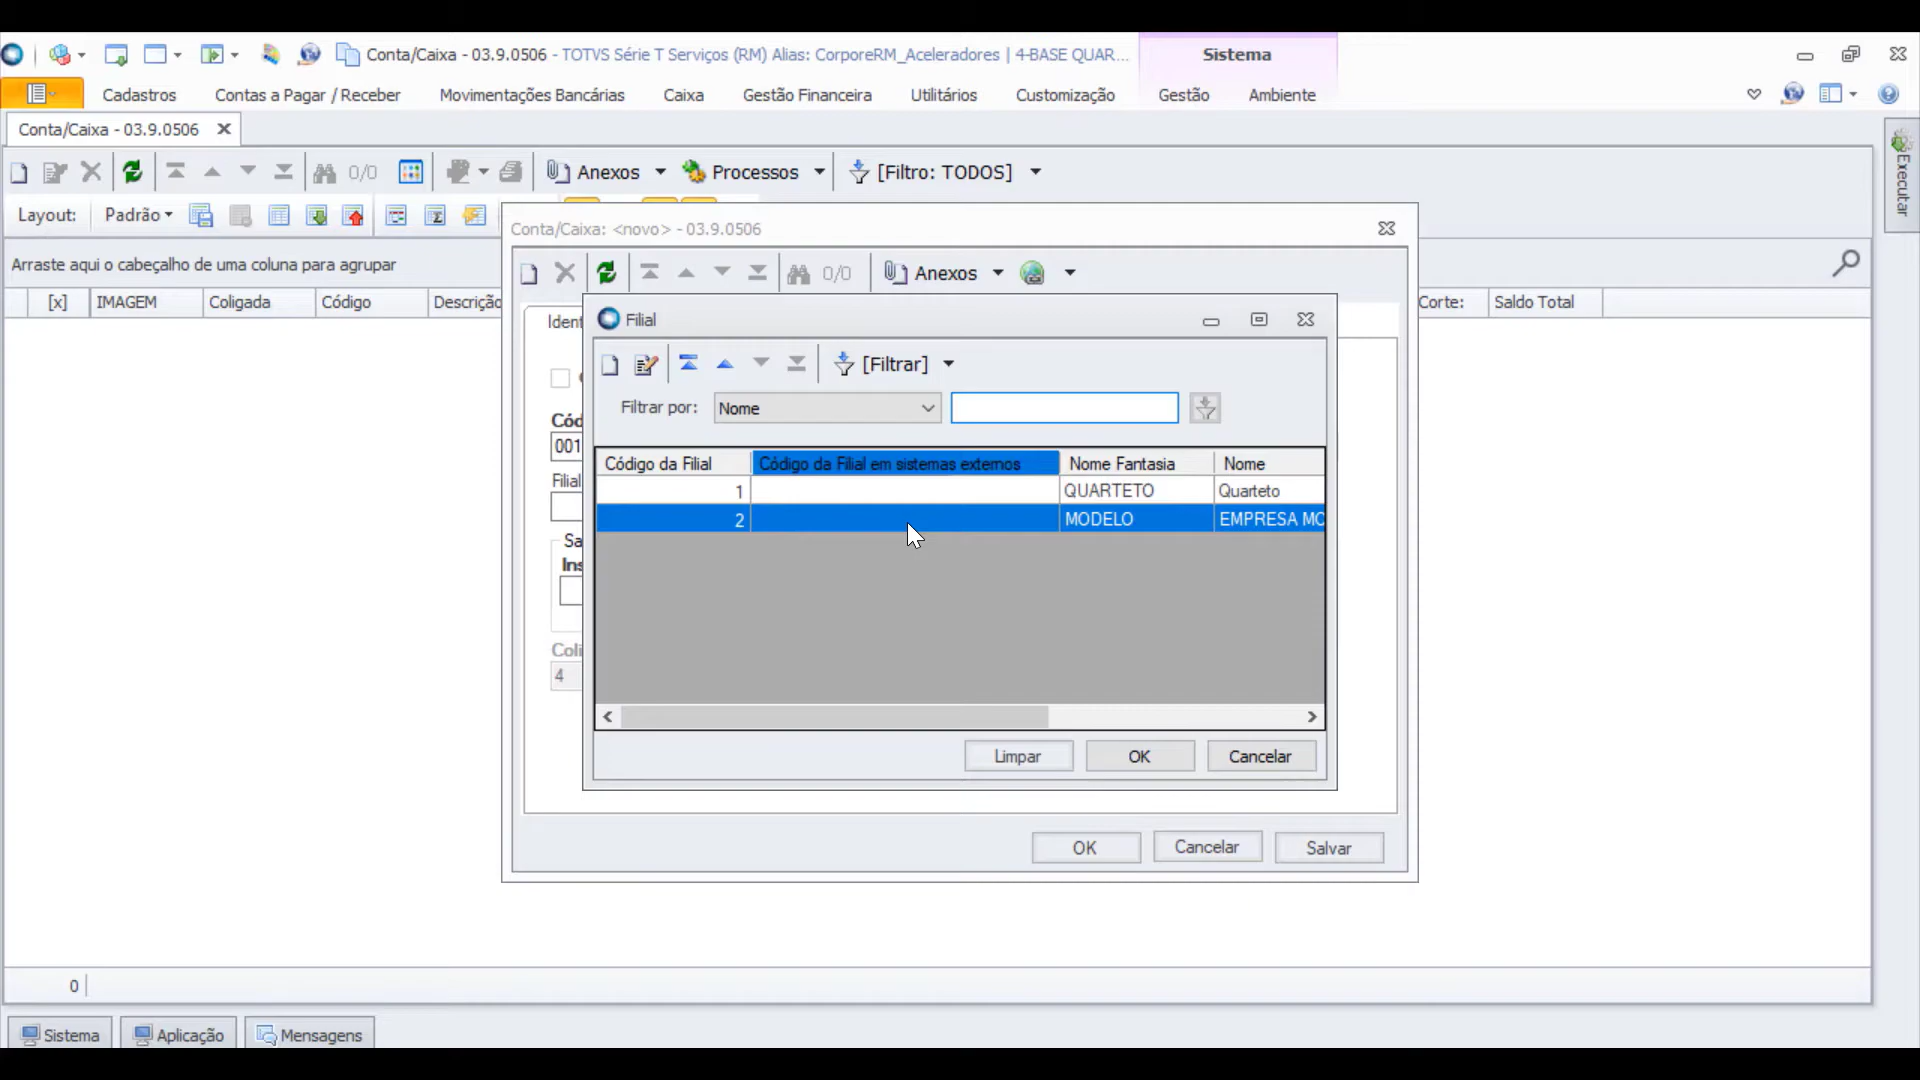 Conta/Caixa - 03.9.0506 - TOTVS Série T Serviços (RM) Alias: CorporeRM_Aceleradores | 4-BASE QUAR...
Sistema
Cadastros
Contas a Pagar / Receber
Movimentações Bancárias
Caixa
Gestão Financeira
Utilitários
Customização
Gestão
Ambiente
Conta/Caixa - 03.9.0506
Executar
0/0
Anexos
Processos
[Filtro: TODOS]
Layout:
Padrão
Conta/Caixa: <novo> - 03.9.0506
Arraste aqui o cabeçalho de uma coluna para agrupar
0/0
Anexos
[x]
IMAGEM
Coligada
Código
Descrição
Corte:
Saldo Total
Ident
Filial
[Filtrar]
Filtrar por:
Nome
Cód
001
Filial
Sa
Ins
Coli
4
Código da Filial
Código da Filial em sistemas externos
Nome Fantasia
Nome
1
QUARTETO
Quarteto
2
MODELO
EMPRESA MO
Limpar
OK
Cancelar
OK
Cancelar
Salvar
0
Sistema
Aplicação
Mensagens